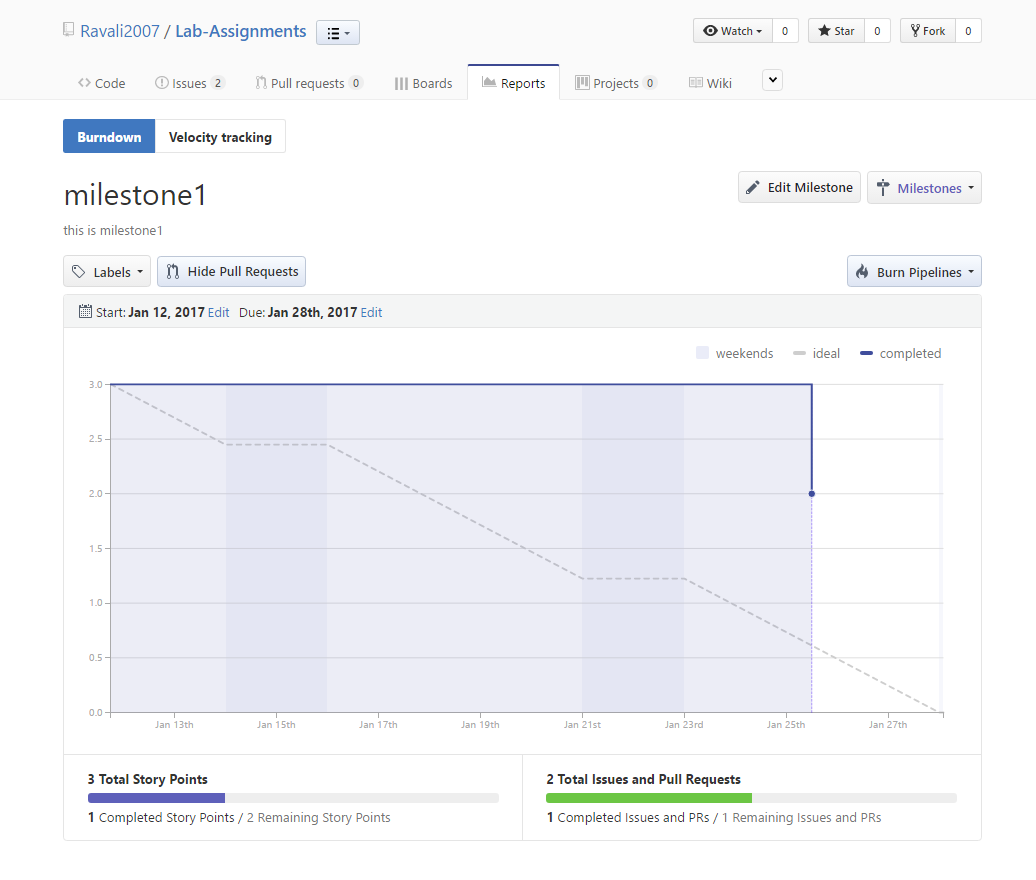 Ravali2007 / Lab-Assignments
Watch 0 Star 0 Fork 0
Code Issues 2 Pull requests 0 Boards Reports Projects 0 Wiki
Burndown Velocity tracking
milestone1
Edit Milestone Milestones
this is milestone1
Labels Hide Pull Requests Burn Pipelines
Start: Jan 12, 2017 Edit Due: Jan 28th, 2017 Edit
weekends ideal completed
3.0
2.5
2.0
1.5
1.0
0.5
0.0
Jan 13th Jan 15th Jan 17th Jan 19th Jan 21st Jan 23rd Jan 25th Jan 27th
3 Total Story Points
1 Completed Story Points / 2 Remaining Story Points
2 Total Issues and Pull Requests
1 Completed Issues and PRs / 1 Remaining Issues and PRs